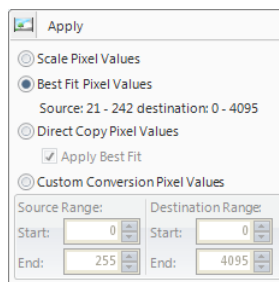 Apply
Scale Pixel Values
Best Fit Pixel Values
Source: 21 - 242 destination: 0 - 4095
Direct Copy Pixel Values
Apply Best Fit
Custom Conversion Pixel Values
Source Range: Destination Range:
Start: 0 Start: 0
End: 255 End: 4095